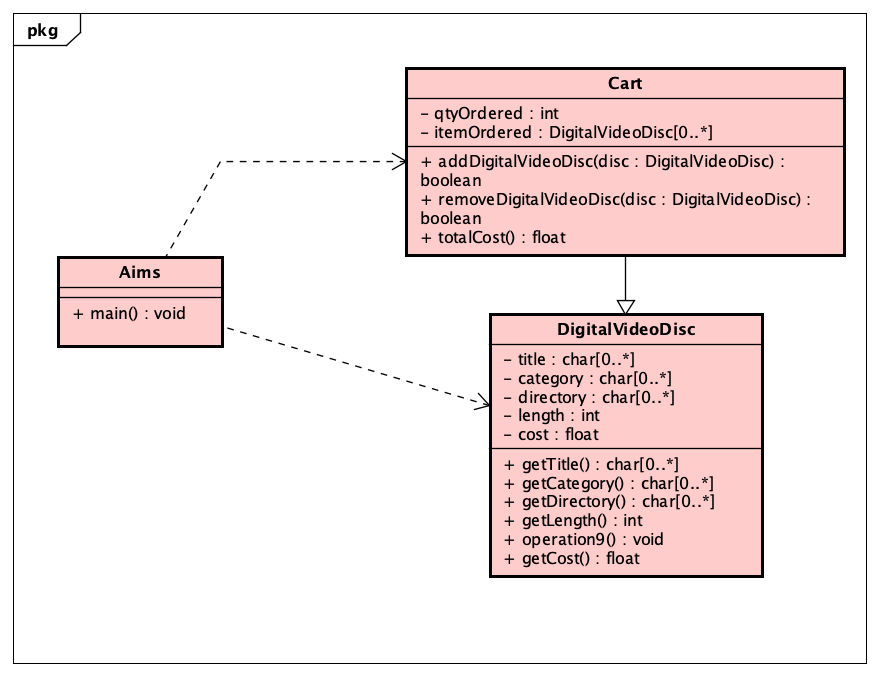 pkg
Cart
- qtyOrdered : int
- itemOrdered : DigitalVideoDisc[0..*]
+ addDigitalVideoDisc(disc : DigitalVideoDisc) :
boolean
+ removeDigitalVideoDisc(disc : DigitalVideoDisc) :
boolean
+ totalCost() : float
Aims
+ main() : void
DigitalVideoDisc
- title : char[0..*]
- category : char[0..*]
- directory : char[0..*]
- length : int
- cost : float
+ getTitle() : char[0..*]
+ getCategory() : char[0..*]
+ getDirectory() : char[0..*]
+ getLength() : int
+ operation9() : void
+ getCost() : float